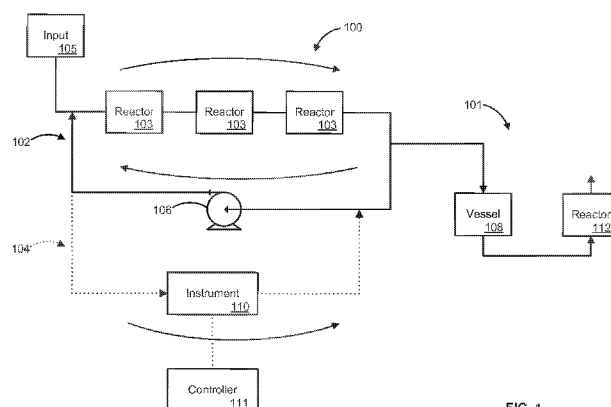 Input
105
100
Reactor
103
Reactor
103
Reactor
103
101
102
106
Vessel
108
Reactor
112
104
Instrument
110
Controller
111
FIG. 1